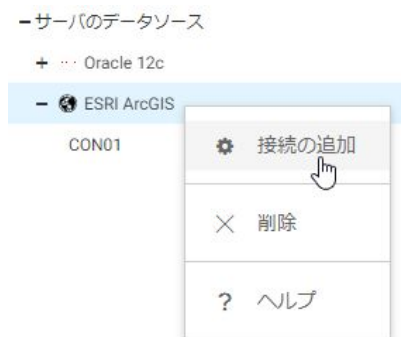 サーバのデータソース
Oracle 12c
ESRI ArcGIS
CON01
接続の追加
削除
? ヘルプ